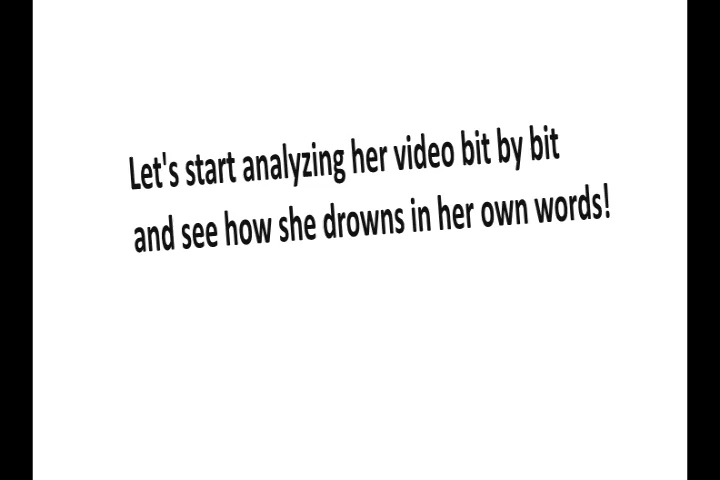 Let's start analyzing her video bit by bit
and see how she drowns in her own words!